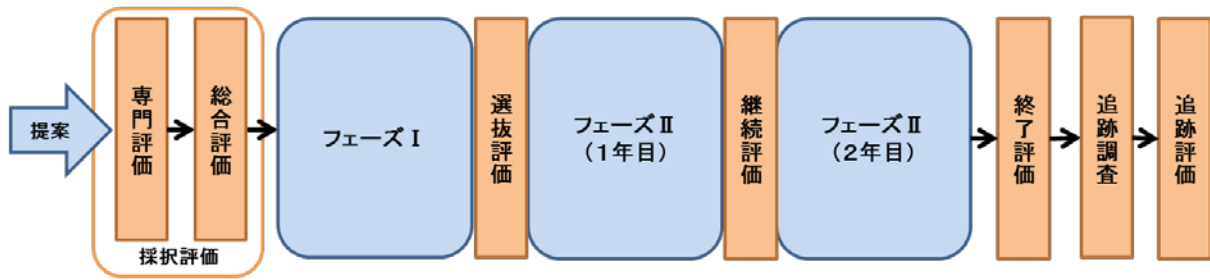 提案
専門評価
総合評価
採択評価
フェーズⅠ
選抜評価
フェーズⅡ
(1年目)
継続評価
フェーズⅡ
(2年目)
終了評価
追跡調査
追跡評価